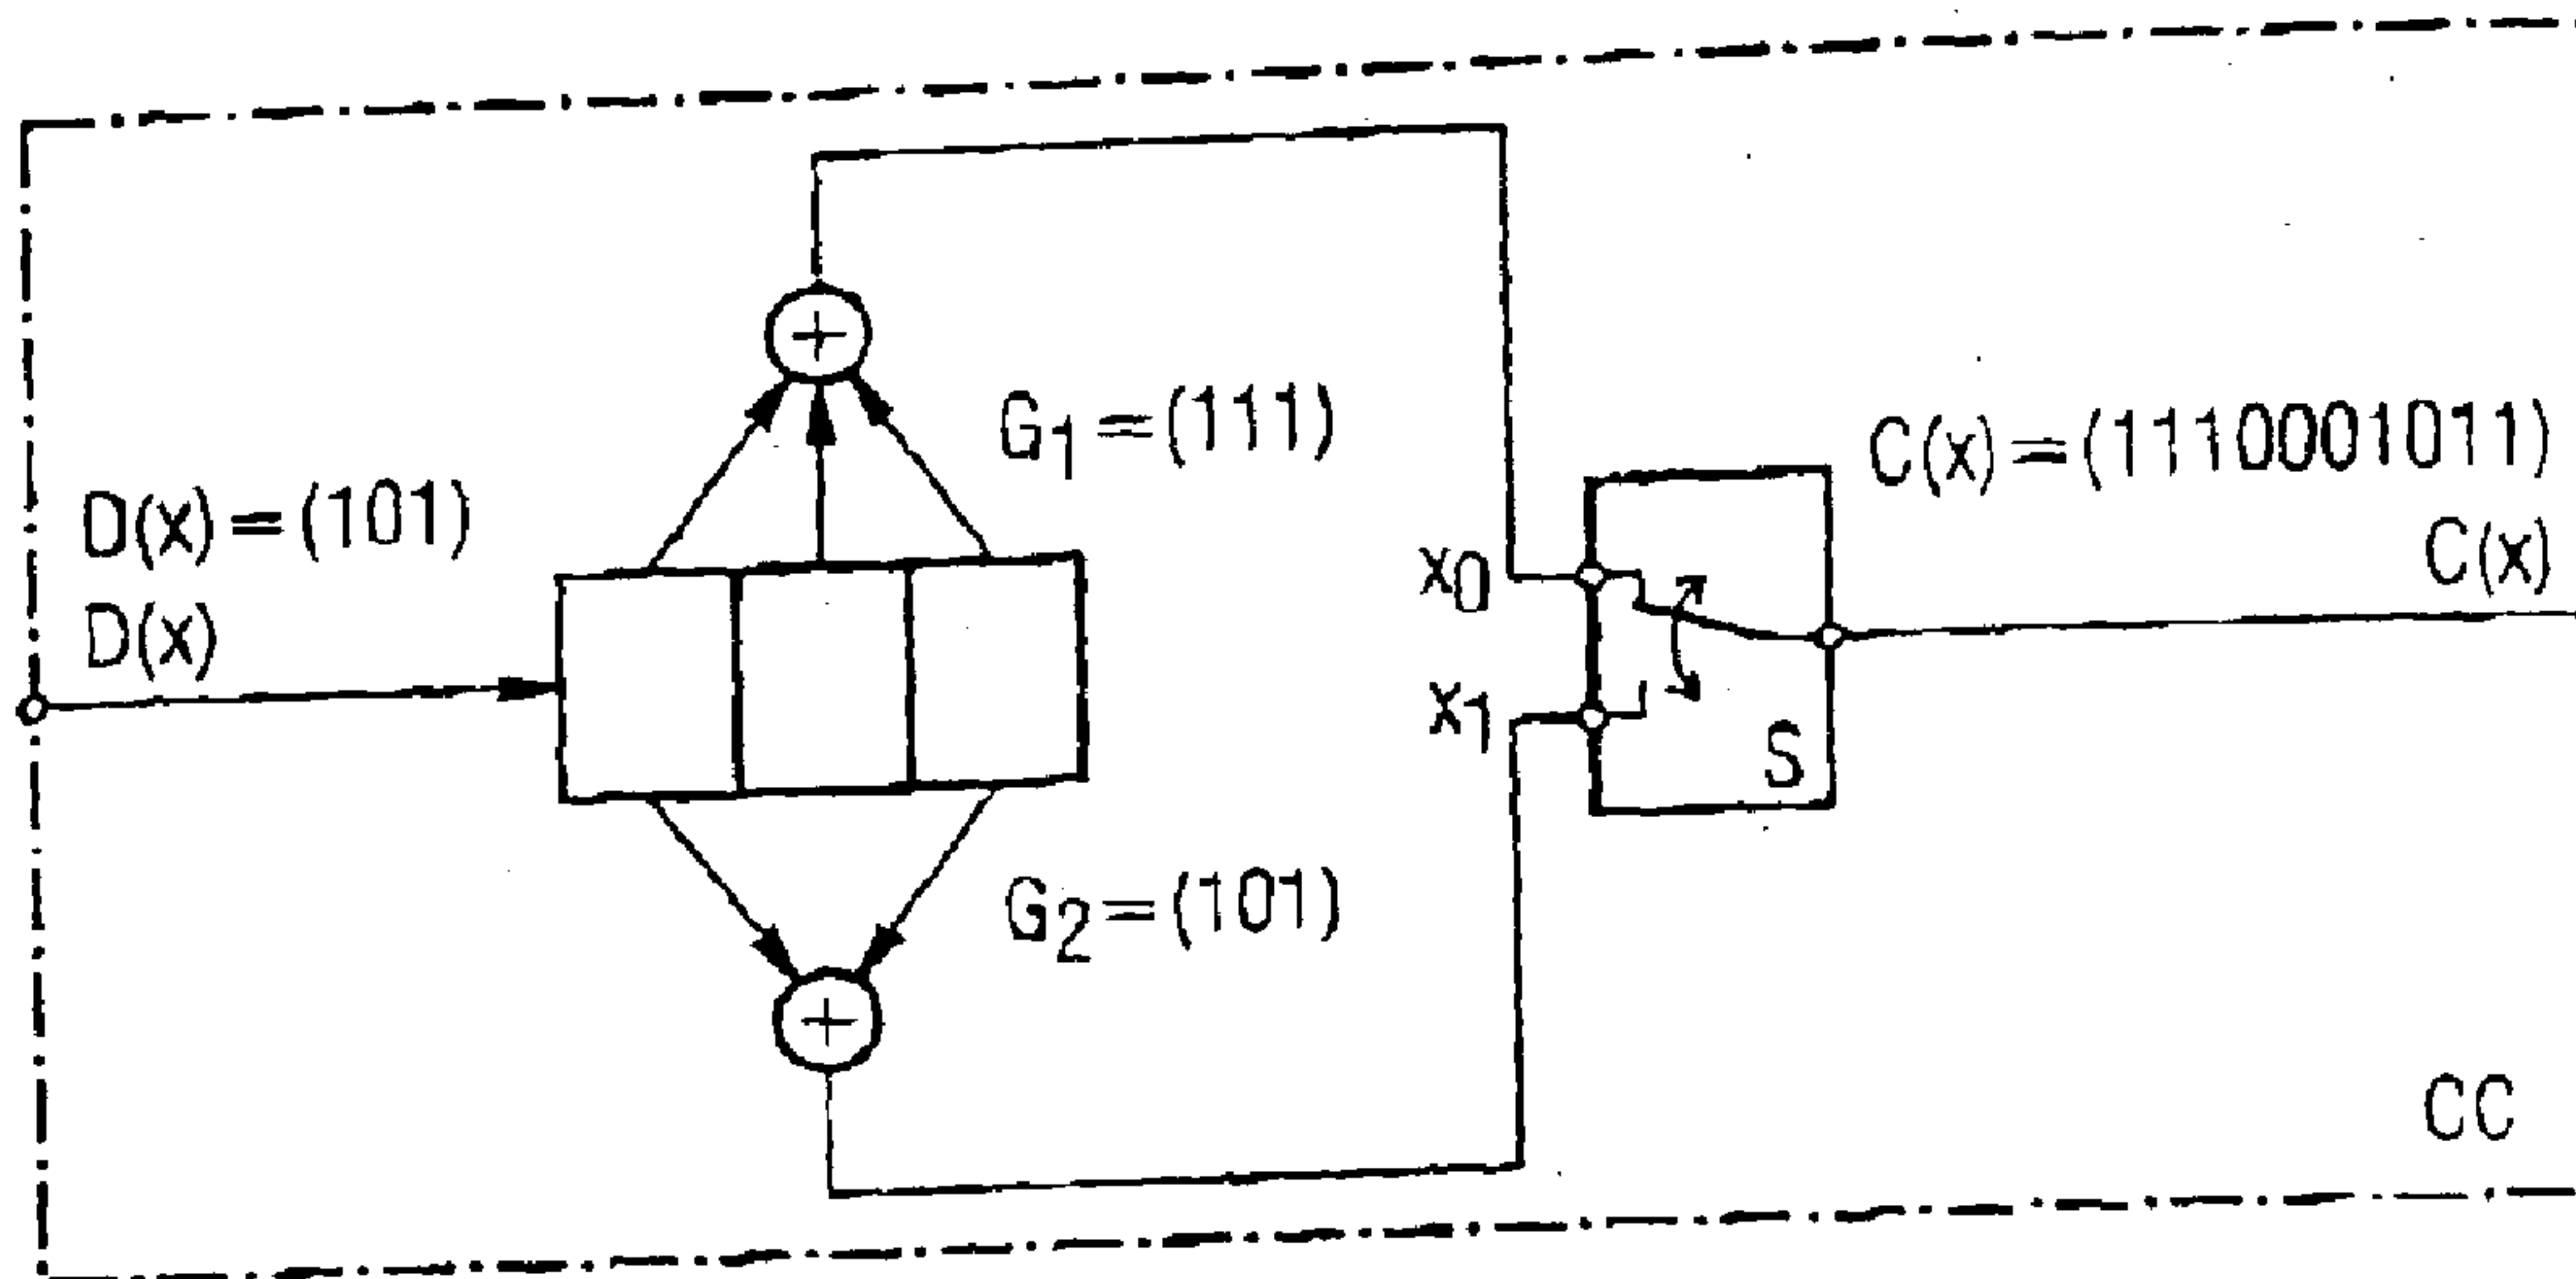 D(x)=(101)
D(x)
G1=(111)
G2=(101)
x0
x1
S
C(x)=(1110001011)
C(x)
CC